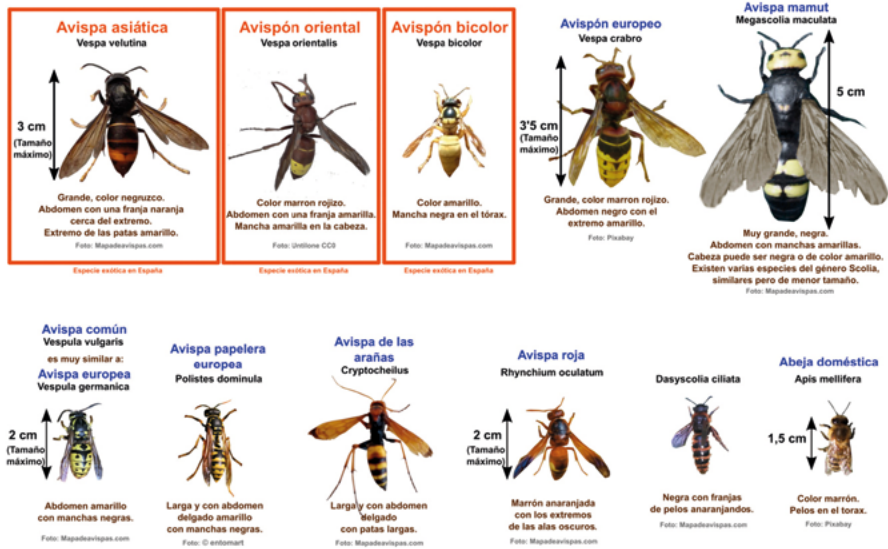 Avispa asiática
Vespa velutina
3 cm
(Tamaño
máximo)
Grande, color negruzco.
Abdomen con una franja naranja
cerca del extremo.
Extremo de las patas amarillo.
Foto: Mapadeavispas.com
Especie exótica en España
Avispón oriental
Vespa orientalis
Color marron rojizo.
Abdomen con una franja amarilla.
Mancha amarilla en la cabeza.
Foto: Untilone CC0
Especie exótica en España
Avispón bicolor
Vespa bicolor
Color amarillo.
Mancha negra en el tórax.
Foto: Mapadeavispas.com
Especie exótica en España
Avispón europeo
Vespa crabro
3'5 cm
(Tamaño
máximo)
Grande, color marron rojizo.
Abdomen negro con el
extremo amarillo.
Foto: Pixabay
Avispa mamut
Megascolia maculata
5 cm
Muy grande, negra.
Abdomen con manchas amarillas.
Cabeza puede ser negra o de color amarillo.
Existen varias especies del género Scolia,
similares pero de menor tamaño.
Foto: Mapadeavispas.com
Avispa común
Vespula vulgaris
es muy similar a:
Avispa europea
Vespula germanica
2 cm
(Tamaño
máximo)
Abdomen amarillo
con manchas negras.
Foto: Mapadeavispas.com
Avispa papelera
europea
Polistes dominula
Larga y con abdomen
delgado amarillo
con manchas negras.
Foto: © entomart
Avispa de las
arañas
Cryptocheilus
Larga y con abdomen
delgado
con patas largas.
Foto: Mapadeavispas.com
Avispa roja
Rhynchium oculatum
2 cm
(Tamaño
máximo)
Marrón anaranjada
con los extremos
de las alas oscuros.
Foto: Mapadeavispas.com
Dasyscolia ciliata
Negra con franjas
de pelos anaranjandos.
Foto: Mapadeavispas.com
Abeja doméstica
Apis mellifera
1,5 cm
Color marrón.
Pelos en el torax.
Foto: Pixabay